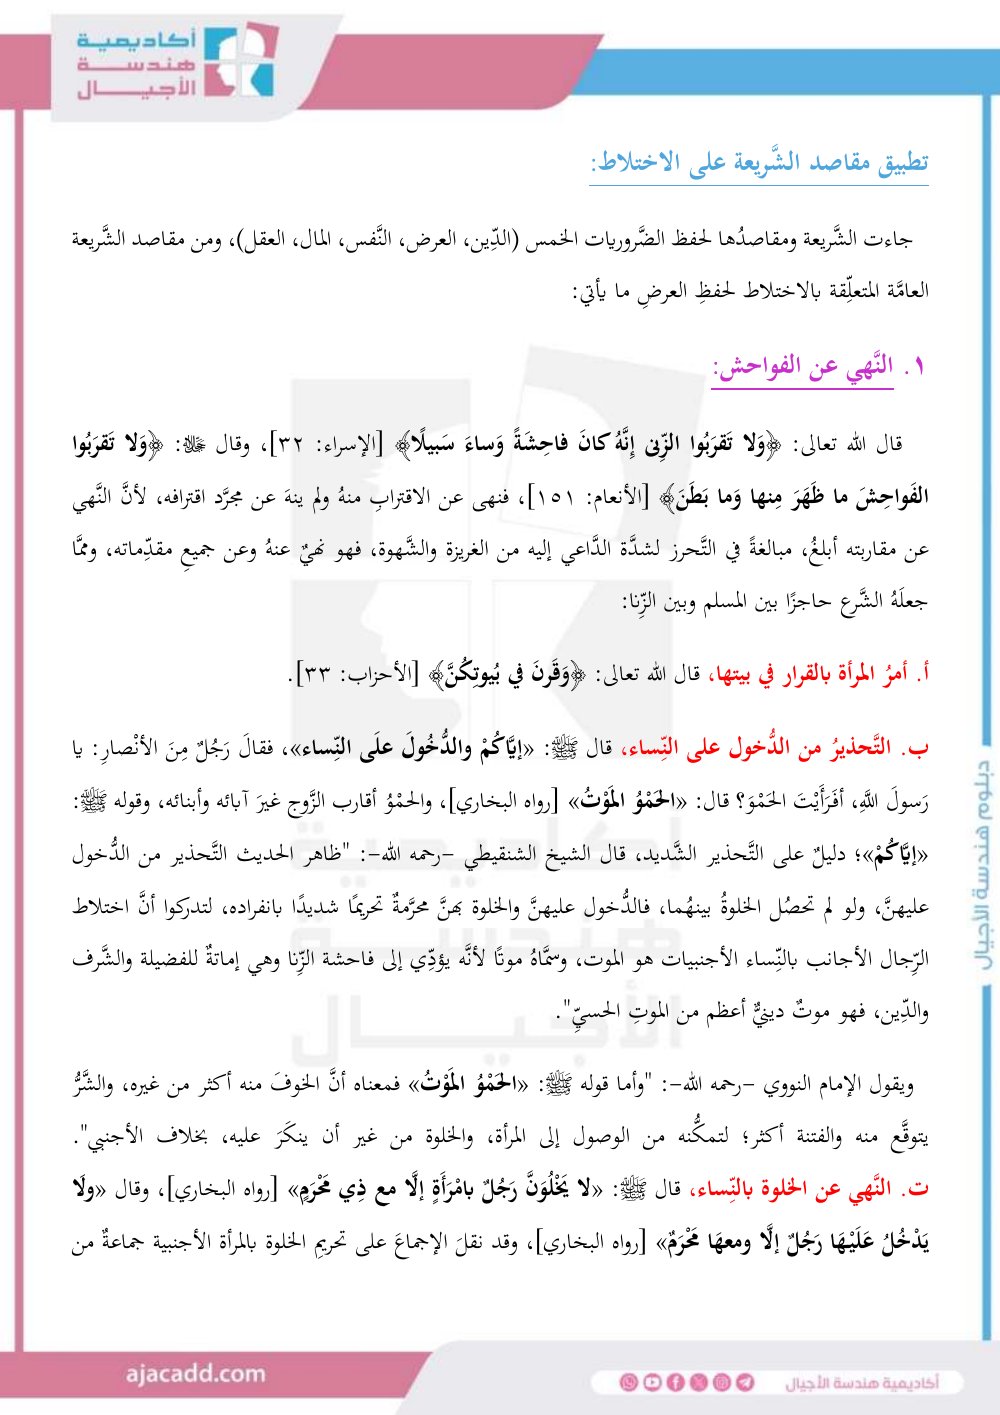 أكاديمية
هندسة
الأجيال
تطبيق مقاصد الشَّريعة على الاختلاط:
جاءت الشَّريعة ومقاصدُها لحفظ الضَّروريات الخمس (الدِّين، العرض، النَّفس، المال، العقل)، ومن مقاصد الشَّريعة
العامَّة المتعلِّقة بالاختلاط لحفظِ العرضِ ما يأتي:
١. النَّهي عن الفواحش:
قال الله تعالى: ﴿وَلا تَقرَبُوا الزِّنى إِنَّهُ كانَ فاحِشَةً وَساءَ سَبيلًا﴾ [الإسراء: ٣٢]، وقال ﷻ: ﴿وَلا تَقرَبُوا
الفَواحِشَ ما ظَهَرَ مِنها وَما بَطَنَ﴾ [الأنعام: ١٥١]، فنهى عن الاقترابِ منهُ ولم ينهَ عن مجرَّد اقترافه، لأنَّ النَّهي
عن مقاربته أبلغُ، مبالغةً في التَّحرز لشدَّة الدَّاعي إليه من الغريزة والشَّهوة، فهو نهيٌ عنهُ وعن جميعِ مقدِّماته، وممَّا
جعلَهُ الشَّرع حاجزًا بين المسلم وبين الزِّنا:
أ. أمرُ المرأة بالقرار في بيتها، قال الله تعالى: ﴿وَقَرنَ في بُيوتِكُنَّ﴾ [الأحزاب: ٣٣].
ب. التَّحذيرُ من الدُّخول على النِّساء، قال ﷺ: «إيَّاكُمْ والدُّخُولَ علَى النِّساء»، فقالَ رَجُلٌ مِنَ الأنْصارِ: يا
رَسولَ اللَّهِ، أفَرَأَيْتَ الحَمْوَ؟ قال: «الحَمْوُ المَوْتُ» [رواه البخاري]، والحمْوُ أقارب الزَّوج غيرَ آبائه وأبنائه، وقوله ﷺ:
«إيَّاكُمْ»؛ دليلٌ على التَّحذير الشَّديد، قال الشيخ الشنقيطي –رحمه الله–: "ظاهر الحديث التَّحذير من الدُّخول
عليهنَّ، ولو لم تحصُل الخلوةُ بينهُما، فالدُّخول عليهنَّ والخلوة بهنَّ محرَّمةٌ تحريمًا شديدًا بانفراده، لتدركوا أنَّ اختلاط
الرِّجال الأجانب بالنِّساء الأجنبيات هو الموت، وسمَّاهُ موتًا لأنَّه يؤدِّي إلى فاحشة الزِّنا وهي إماتةٌ للفضيلة والشَّرف
والدِّين، فهو موتٌ دينيٌّ أعظم من الموتِ الحسيِّ".
ويقول الإمام النووي –رحمه الله–: "وأما قوله ﷺ: «الحَمْوُ المَوْتُ» فمعناه أنَّ الخوفَ منه أكثر من غيره، والشَّرُّ
يتوقَّع منه والفتنة أكثر؛ لتمكُّنه من الوصول إلى المرأة، والخلوة من غير أن ينكَرَ عليه، بخلاف الأجنبي".
ت. النَّهي عن الخلوة بالنِّساء، قال ﷺ: «لا يَخْلُوَنَّ رَجُلٌ بامْرَأَةٍ إلَّا مع ذِي مَحْرَمٍ» [رواه البخاري]، وقال «ولَا
يَدْخُلُ عَلَيْهَا رَجُلٌ إلَّا ومعهَا مَحْرَمٌ» [رواه البخاري]، وقد نقلَ الإجماعَ على تحريمِ الخلوة بالمرأة الأجنبية جماعةٌ من
دبلوم هندسة الأجيال
أكاديمية هندسة الأجيال
ajacadd.com